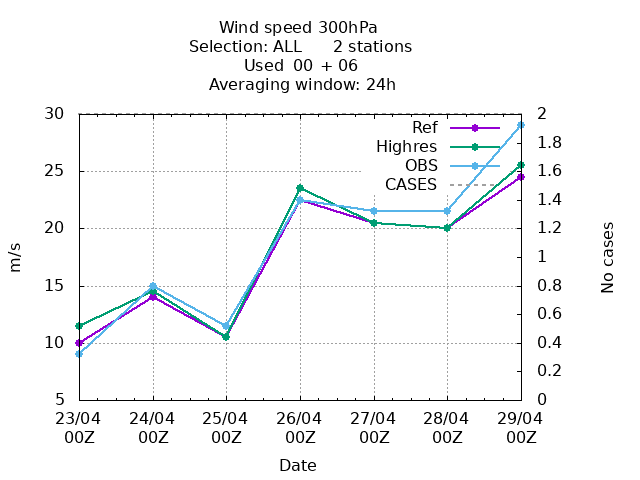 Wind speed 300hPa
Selection: ALL 2 stations
Used 00 + 06
Averaging window: 24h
30
25
20
15
10
5
m/s
2
1.8
1.6
1.4
1.2
1
0.8
0.6
0.4
0.2
0
No cases
Ref
Highres
OBS
CASES
23/04 24/04 25/04 26/04 27/04 28/04 29/04
00Z 00Z 00Z 00Z 00Z 00Z 00Z
Date